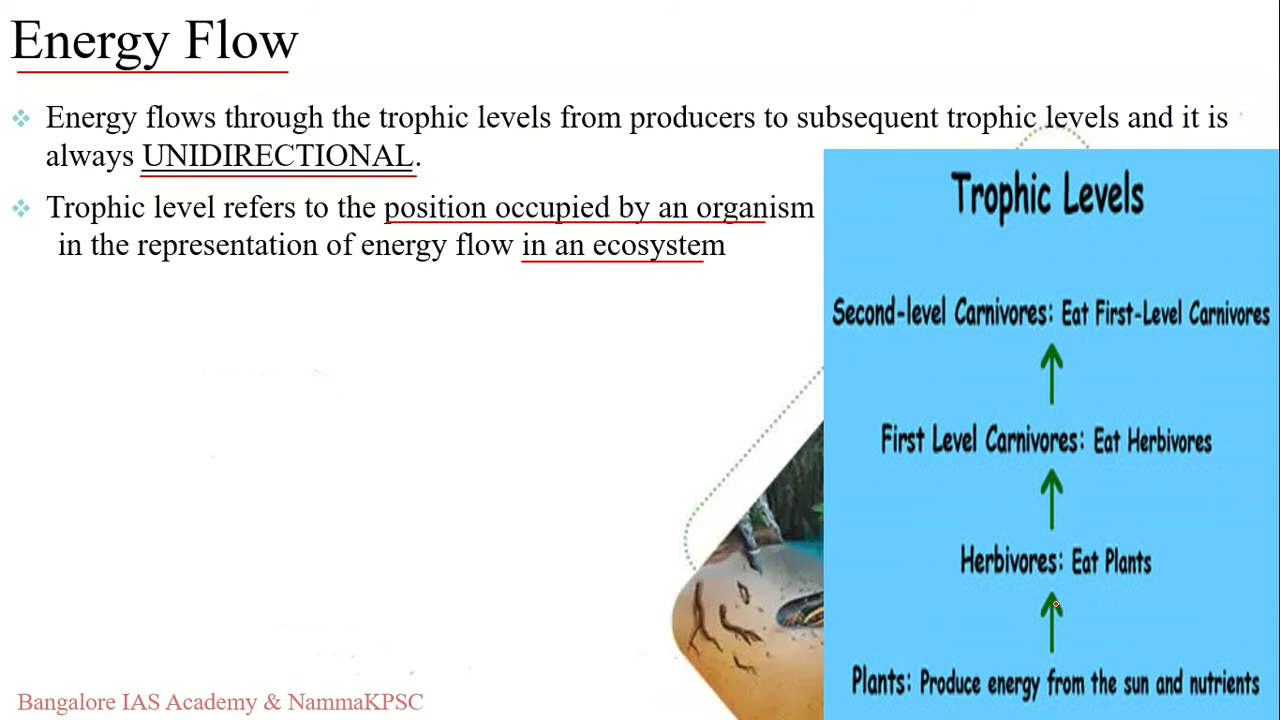 Energy Flow
Energy flows through the trophic levels from producers to subsequent trophic levels and it is
always UNIDIRECTIONAL.
Trophic level refers to the position occupied by an organism
in the representation of energy flow in an ecosystem
Trophic Levels
Second-level Carnivores: Eat First-Level Carnivores
First Level Carnivores: Eat Herbivores
Herbivores: Eat Plants
Plants: Produce energy from the sun and nutrients
Bangalore IAS Academy & NammaKPSC